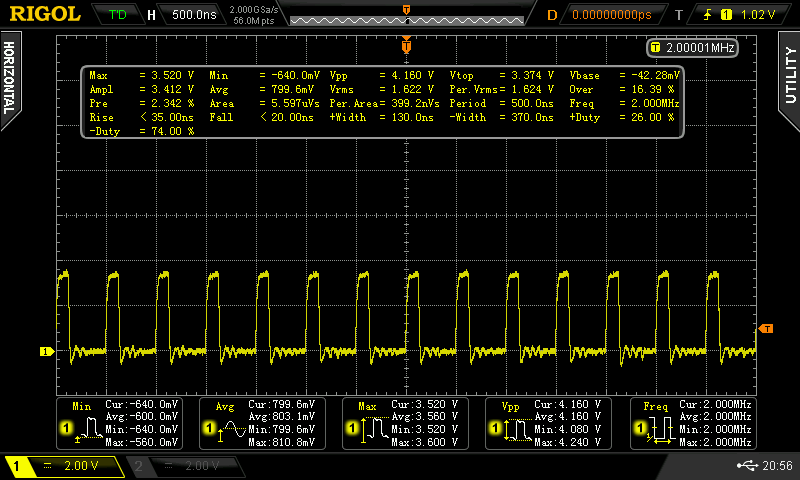 RIGOL T'D H 500.0ns 2.000GSa/s D 0.00000000ps T 1 1.02 V
56.0M pts
HORIZONTAL
UTILITY
T
T 2.00001MHz
Max = 3.520 V Min = -640.0mV Vpp = 4.160 V Vtop = 3.374 V Vbase = -42.28mV
Ampl = 3.412 V Avg = 799.6mV Vrms = 1.622 V Per.Vrms= 1.624 V Over = 16.39 %
Pre = 2.342 % Area = 5.597uVs Per.Area= 399.2nVs Period = 500.0ns Freq = 2.000MHz
Rise < 35.00ns Fall < 20.00ns +Width = 130.0ns -Width = 370.0ns +Duty = 26.00 %
-Duty = 74.00 %
T
1
Min Cur:-640.0mV Avg:-600.0mV Min:-640.0mV Max:-560.0mV
1
Avg Cur:799.6mV Avg:803.1mV Min:799.6mV Max:810.8mV
1
Max Cur:3.520 V Avg:3.560 V Min:3.520 V Max:3.600 V
1
Vpp Cur:4.160 V Avg:4.160 V Min:4.080 V Max:4.240 V
1
Freq Cur:2.000MHz Avg:2.000MHz Min:2.000MHz Max:2.000MHz
1
1 = 2.00 V 2 = 2.00 V 20:56